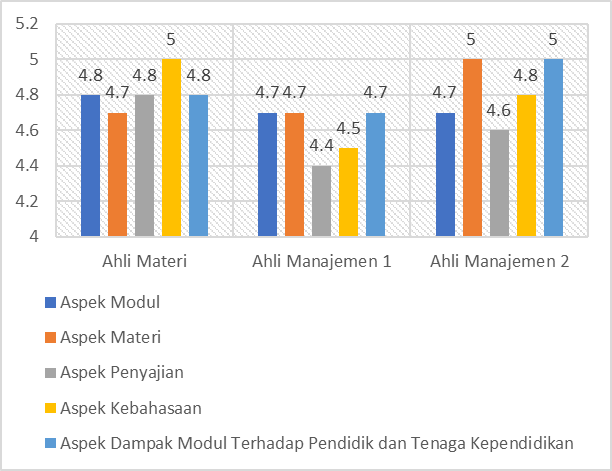 5.2
5
4.8
4.6
4.4
4.2
4
4.8 4.7 4.8 5 4.8
4.7 4.7 4.4 4.5 4.7
4.7 5 4.6 4.8 5
Ahli Materi
Ahli Manajemen 1
Ahli Manajemen 2
Aspek Modul
Aspek Materi
Aspek Penyajian
Aspek Kebahasaan
Aspek Dampak Modul Terhadap Pendidik dan Tenaga Kependidikan